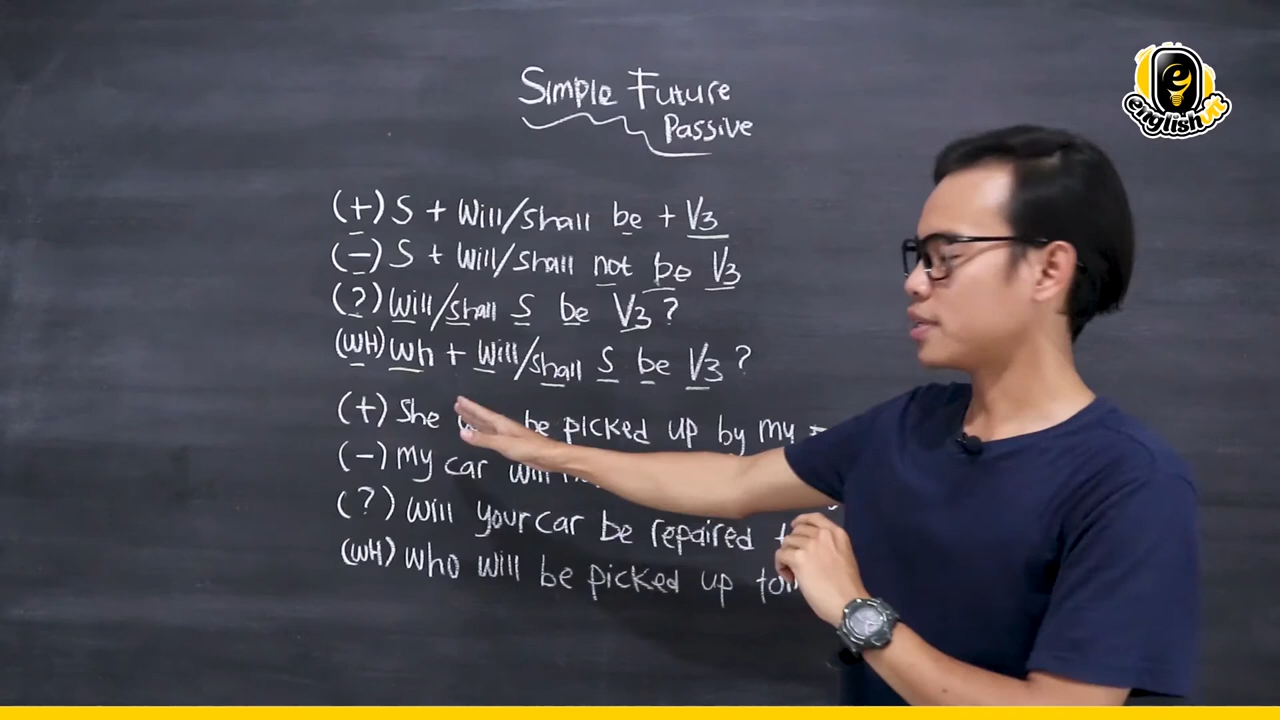 Simple Future
Passive
(+) S + Will/shall be + V3
(-) S + Will/shall not be V3
(?) Will/shall S be V3?
(WH) Wh + Will/shall S be V3?
(+) She be picked up by my
(-) My car will
(?) Will your car be repaired
(WH) Who will be picked up
e
englishvit